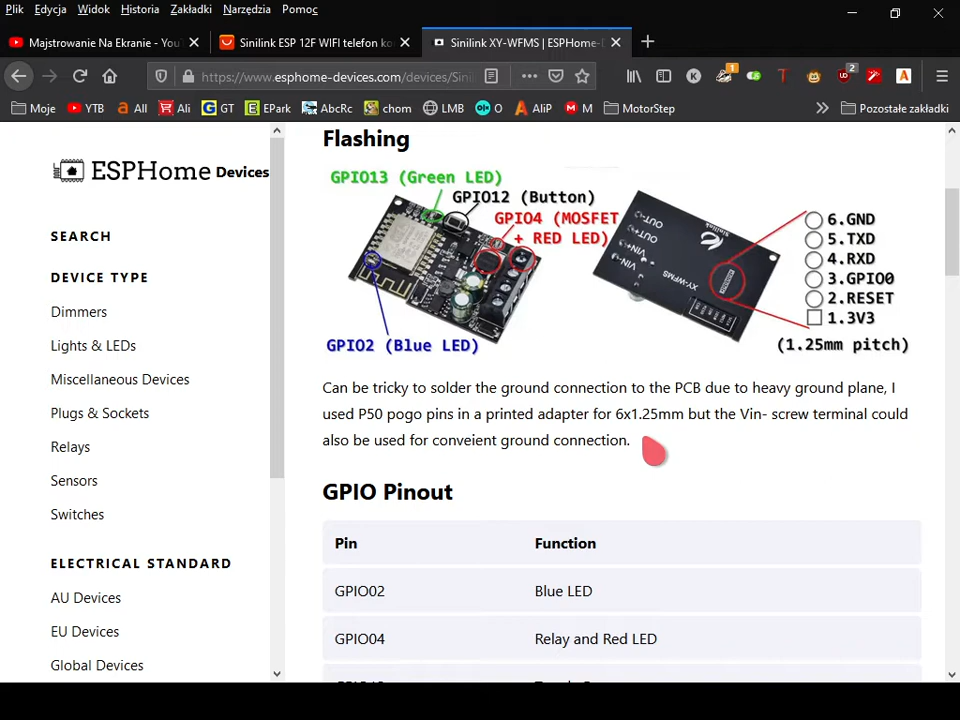 Plik Edycja Widok Historia Zakładki Narzędzia Pomoc
Majstrowanie Na Ekranie - You
Sinilink ESP 12F WIFI telefon ko
Sinilink XY-WFMS | ESPHome-
https://www.esphome-devices.com/devices/Sini
Moje YTB All Ali GT EPark AbcRc chom LMB O AliP M MotorStep Pozostałe zakładki
ESPHome Devices
SEARCH
DEVICE TYPE
Dimmers
Lights & LEDs
Miscellaneous Devices
Plugs & Sockets
Relays
Sensors
Switches
ELECTRICAL STANDARD
AU Devices
EU Devices
Global Devices
Flashing
GPIO13 (Green LED)
GPIO12 (Button)
GPIO4 (MOSFET
+ RED LED)
GPIO2 (Blue LED)
OUT-
OUT+
VIN+
VIN-
Sinilink
XY-WFMS
6.GND
5.TXD
4.RXD
3.GPIO0
2.RESET
1.3V3
(1.25mm pitch)
Can be tricky to solder the ground connection to the PCB due to heavy ground plane, I
used P50 pogo pins in a printed adapter for 6x1.25mm but the Vin- screw terminal could
also be used for conveient ground connection.
GPIO Pinout
Pin Function
GPIO02 Blue LED
GPIO04 Relay and Red LED